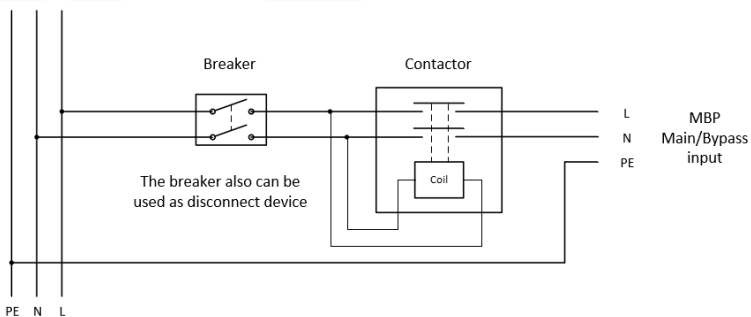 Breaker
Contactor
L
N
PE
MBP
Main/Bypass
input
Coil
The breaker also can be
used as disconnect device
PE N L